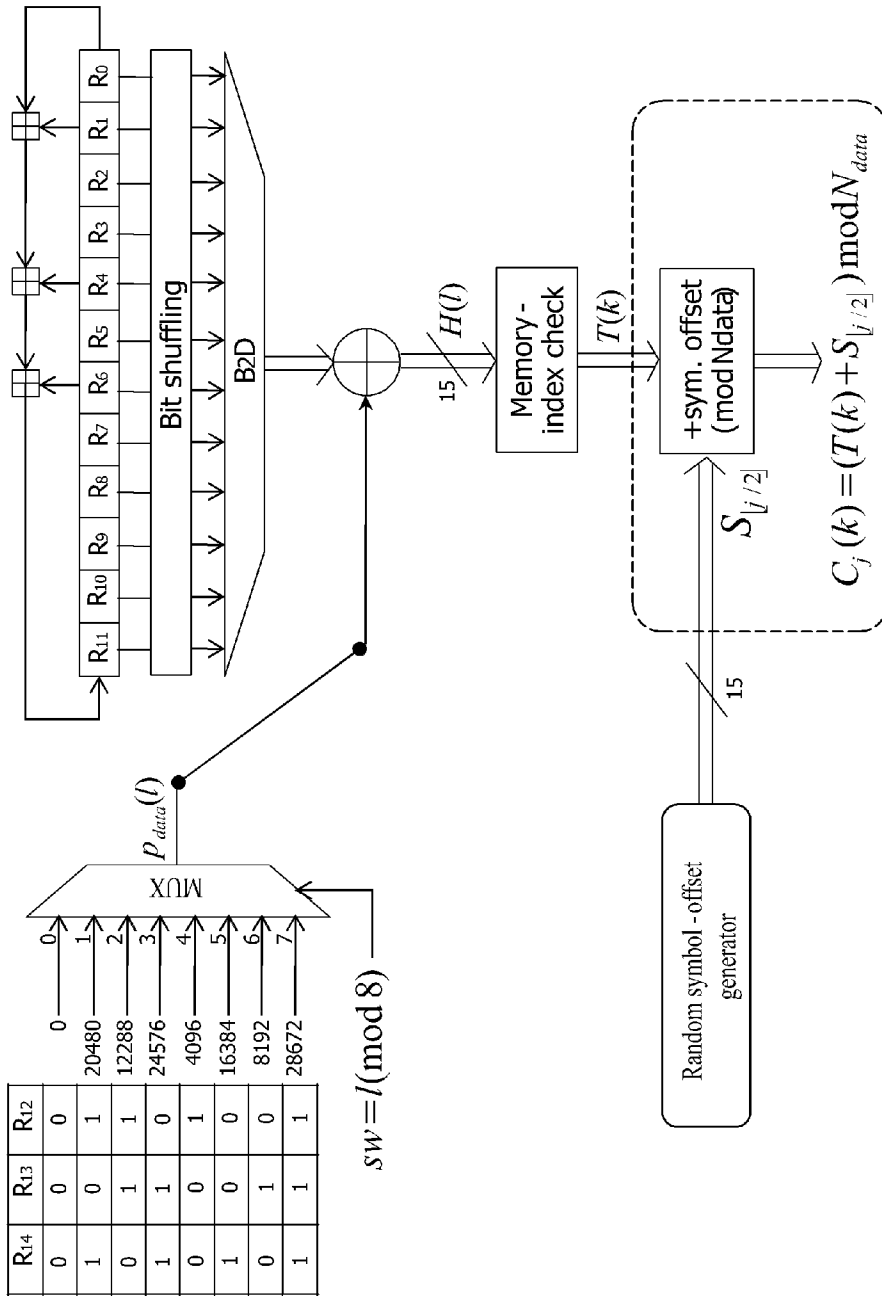 R14 R13 R12
0 0 0
1 0 1
0 1 1
1 1 0
0 0 1
1 0 0
0 1 0
1 1 1
0
20480
12288
24576
4096
16384
8192
28672
0
1
2
3
4
5
6
7
MUX
sw = l(mod 8)
p data (l)
R11 R10 R9 R8 R7 R6 R5 R4 R3 R2 R1 R0
Bit shuffling
B2D
15
H(l)
Memory -
index check
T(k)
Random symbol - offset
generator
15
S⌊j/2⌋
+sym. offset
(modNdata)
Cj(k) = (T(k) + S⌊j/2⌋) mod Ndata